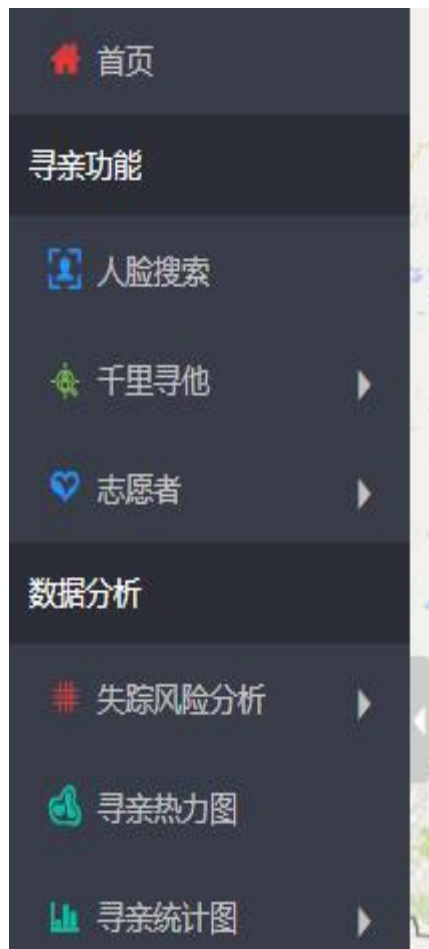 首页
寻亲功能
人脸搜索
千里寻他
志愿者
数据分析
失踪风险分析
寻亲热力图
寻亲统计图